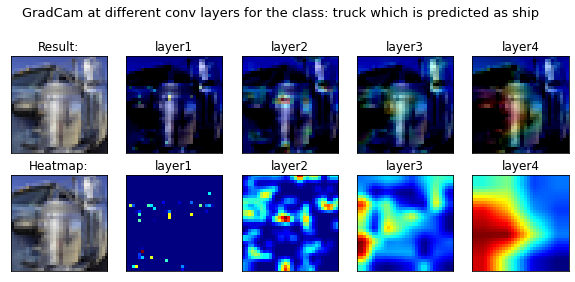 GradCam at different conv layers for the class: truck which is predicted as ship
Result: layer1 layer2 layer3 layer4
Heatmap: layer1 layer2 layer3 layer4